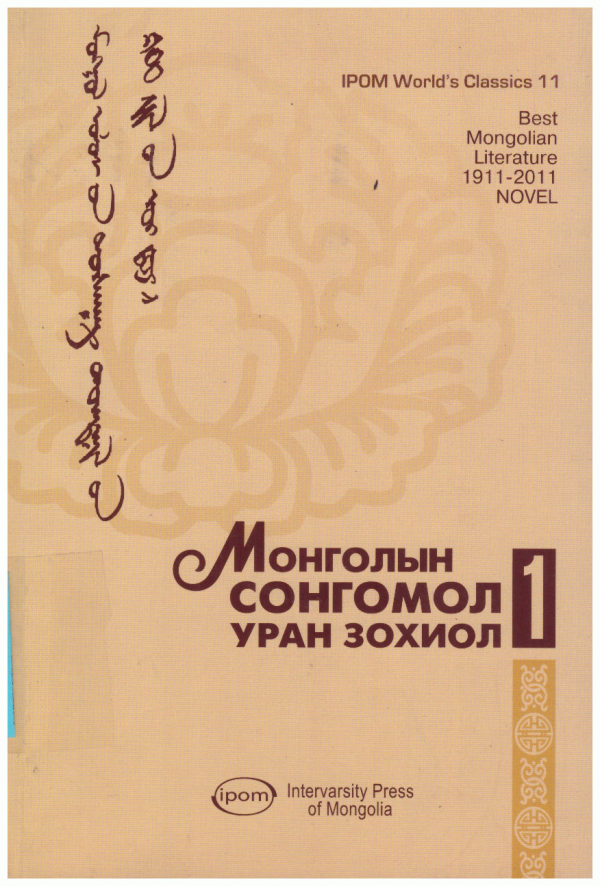 IPOM World's Classics 11
Best
Mongolian
Literature
1911-2011
NOVEL
Монголын
СОНГОМОЛ
УРАН ЗОХИОЛ
1
ipom
Intervarsity Press
of Mongolia